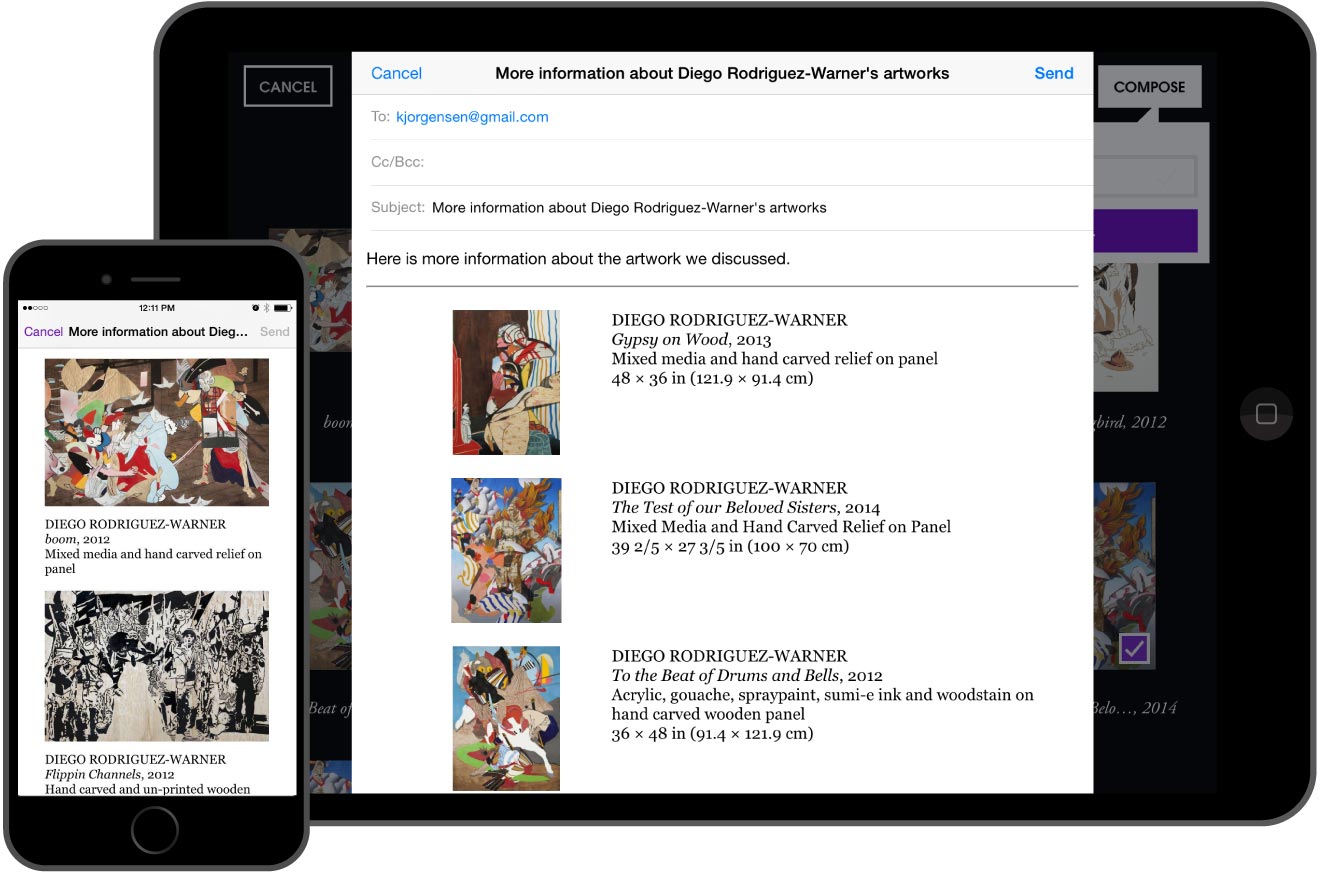 CANCEL
Cancel
More information about Diego Rodriguez-Warner's artworks
Send
COMPOSE
To: kjorgensen@gmail.com
Cc/Bcc:
Subject: More information about Diego Rodriguez-Warner's artworks
Here is more information about the artwork we discussed.
DIEGO RODRIGUEZ-WARNER
Gypsy on Wood, 2013
Mixed media and hand carved relief on panel
48 × 36 in (121.9 × 91.4 cm)
DIEGO RODRIGUEZ-WARNER
The Test of our Beloved Sisters, 2014
Mixed Media and Hand Carved Relief on Panel
39 2/5 × 27 3/5 in (100 × 70 cm)
DIEGO RODRIGUEZ-WARNER
To the Beat of Drums and Bells, 2012
Acrylic, gouache, spraypaint, sumi-e ink and woodstain on
hand carved wooden panel
36 × 48 in (91.4 × 121.9 cm)
boom
gbird, 2012
Beat of
Belo…, 2014
12:11 PM
Cancel
More information about Dieg...
Send
DIEGO RODRIGUEZ-WARNER
boom, 2012
Mixed media and hand carved relief on
panel
DIEGO RODRIGUEZ-WARNER
Flippin Channels, 2012
Hand carved and un-printed wooden